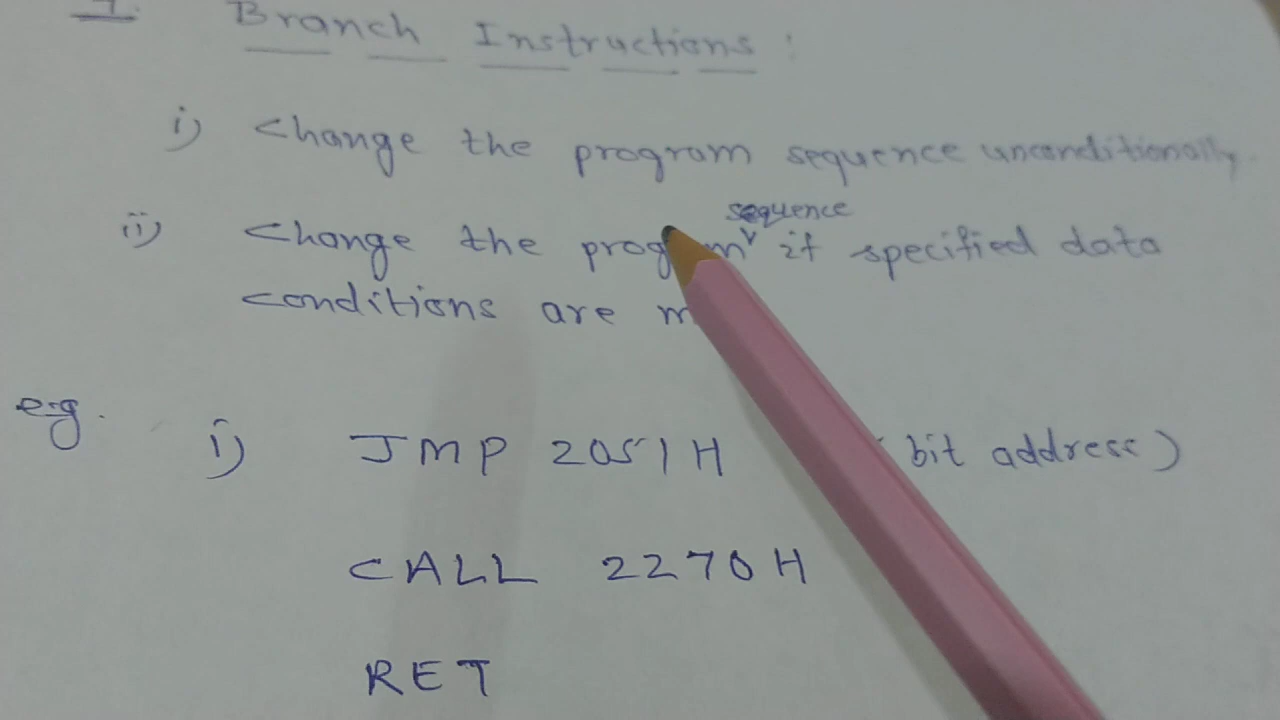 Branch Instructions :
i) Change the program sequence unconditionally
sequence
ii) Change the if specified data
conditions are
e.g. i) JMP 2051H bit address)
CALL 2270H
RET